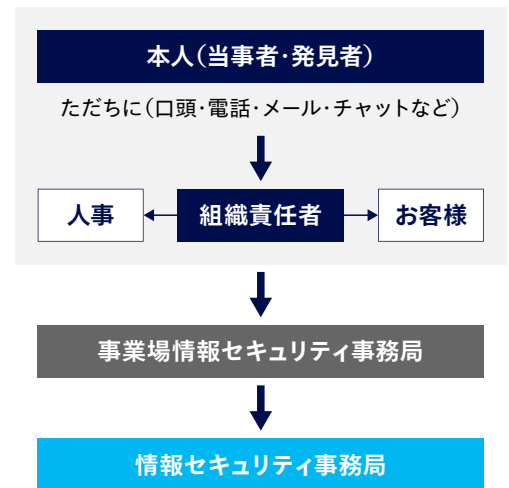 本人（当事者・発見者）
ただちに（口頭・電話・メール・チャットなど）
人事
組織責任者
お客様
事業場情報セキュリティ事務局
情報セキュリティ事務局